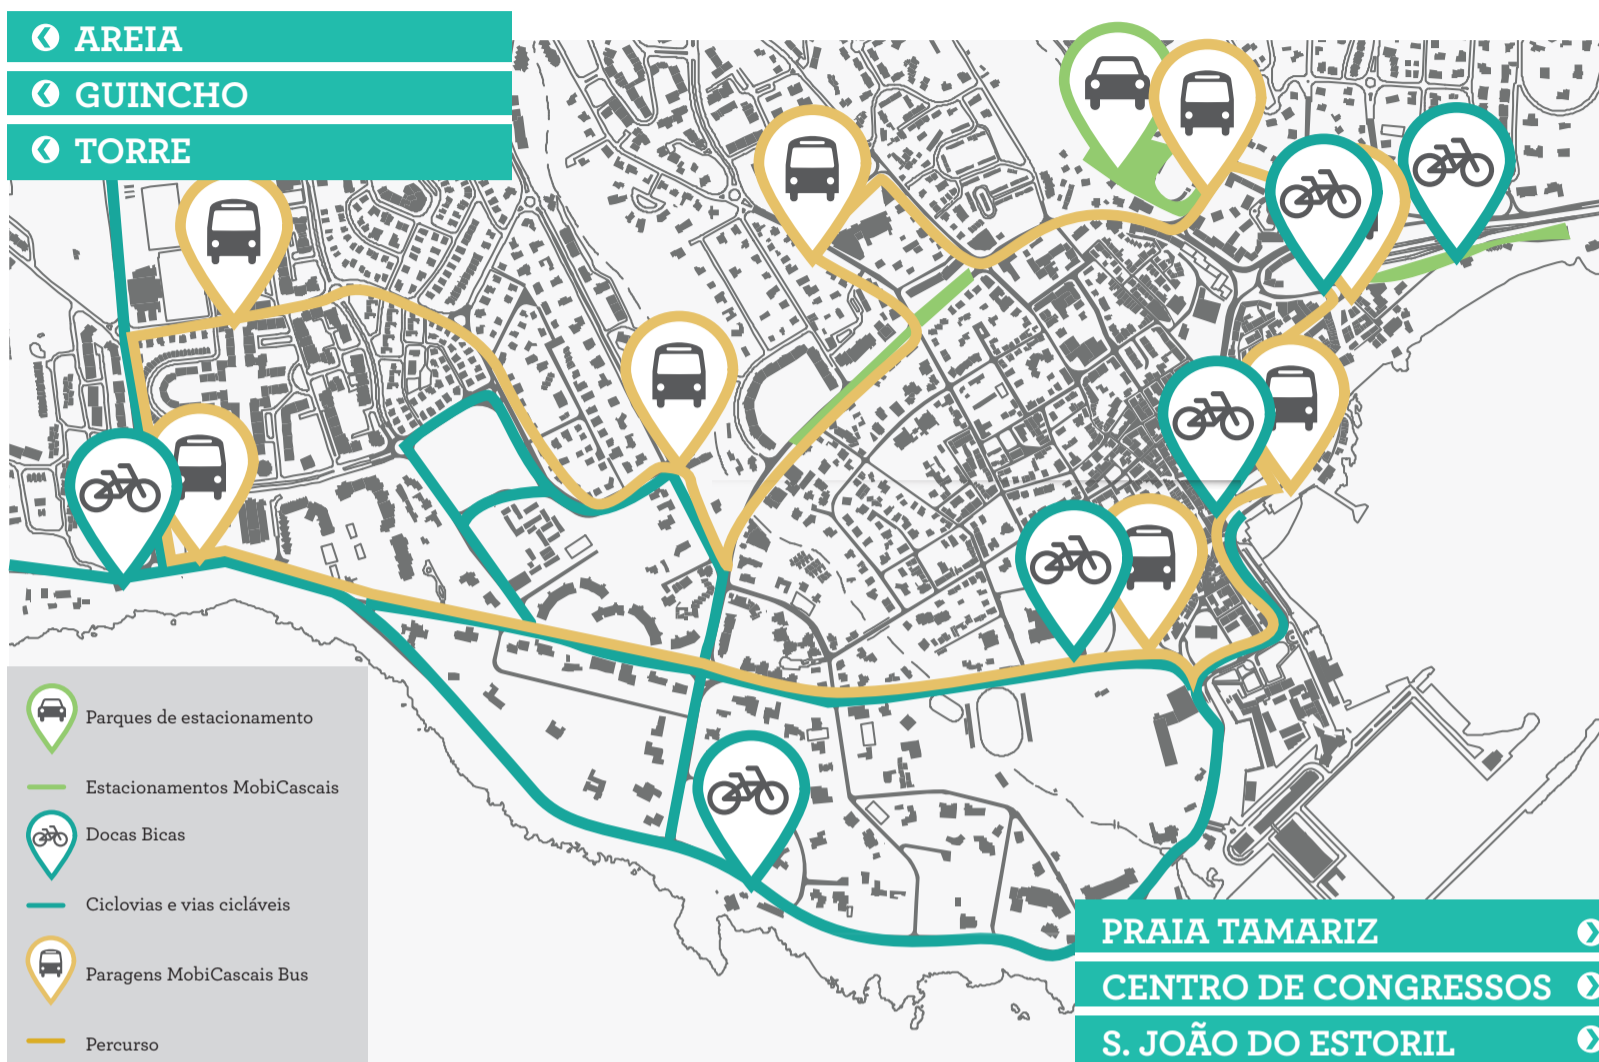 AREIA
GUINCHO
TORRE
Parques de estacionamento
Estacionamentos MobiCascais
Docas Bicas
Ciclovias e vias cicláveis
Paragens MobiCascais Bus
Percurso
PRAIA TAMARIZ
CENTRO DE CONGRESSOS
S. JOÃO DO ESTORIL